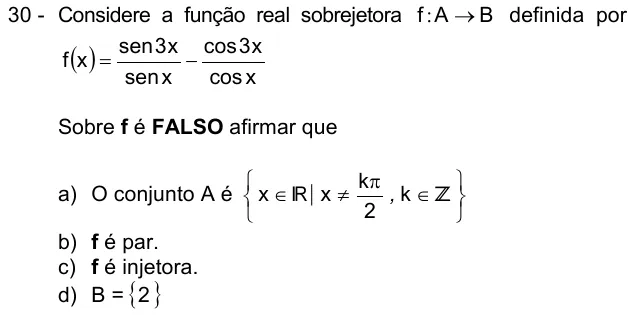 30 - Considere a função real sobrejetora f:A → B definida por
f(x) = sen3x/senx − cos3x/cosx
Sobre f é FALSO afirmar que
a) O conjunto A é {x ∈ ℝ| x ≠ kπ/2 , k ∈ ℤ}
b) f é par.
c) f é injetora.
d) B = {2}